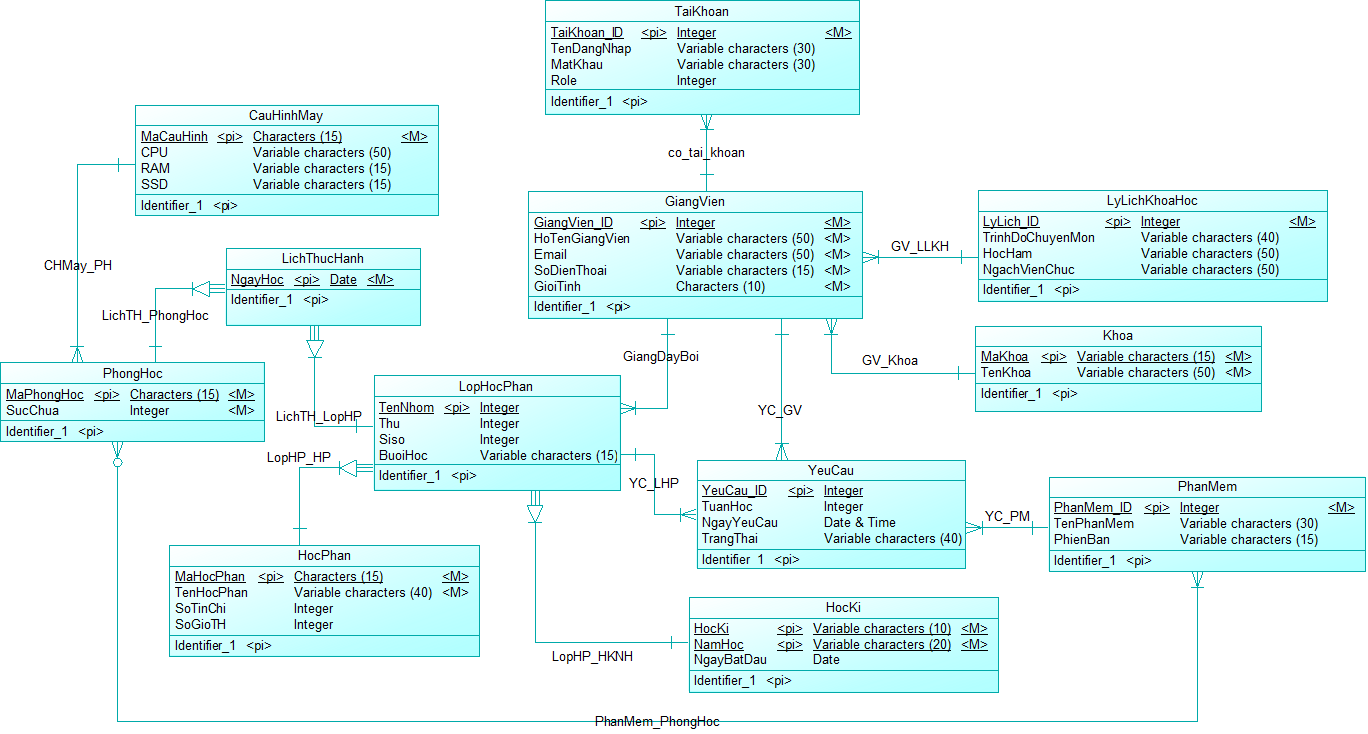 TaiKhoan
TaiKhoan_ID <pi> Integer <M>
TenDangNhap Variable characters (30)
MatKhau Variable characters (30)
Role Integer
Identifier_1 <pi>
co_tai_khoan
CauHinhMay
MaCauHinh <pi> Characters (15) <M>
CPU Variable characters (50)
RAM Variable characters (15)
SSD Variable characters (15)
Identifier_1 <pi>
CHMay_PH
GiangVien
GiangVien_ID <pi> Integer <M>
HoTenGiangVien Variable characters (50) <M>
Email Variable characters (50) <M>
SoDienThoai Variable characters (15) <M>
GioiTinh Characters (10) <M>
Identifier_1 <pi>
GV_LLKH
LyLichKhoaHoc
LyLich_ID <pi> Integer <M>
TrinhDoChuyenMon Variable characters (40)
HocHam Variable characters (50)
NgachVienChuc Variable characters (50)
Identifier_1 <pi>
LichThucHanh
NgayHoc <pi> Date <M>
Identifier_1 <pi>
LichTH_PhongHoc
GV_Khoa
Khoa
MaKhoa <pi> Variable characters (15) <M>
TenKhoa Variable characters (50) <M>
Identifier_1 <pi>
GiangDayBoi
PhongHoc
MaPhongHoc <pi> Characters (15) <M>
SucChua Integer <M>
Identifier_1 <pi>
LichTH_LopHP
LopHocPhan
TenNhom <pi> Integer
Thu Integer
Siso Integer
BuoiHoc Variable characters (15)
Identifier_1 <pi>
YC_GV
LopHP_HP
YC_LHP
YeuCau
YeuCau_ID <pi> Integer
TuanHoc Integer
NgayYeuCau Date & Time
TrangThai Variable characters (40)
Identifier 1 <pi>
YC_PM
PhanMem
PhanMem_ID <pi> Integer <M>
TenPhanMem Variable characters (30)
PhienBan Variable characters (15)
Identifier_1 <pi>
HocPhan
MaHocPhan <pi> Characters (15) <M>
TenHocPhan Variable characters (40) <M>
SoTinChi Integer
SoGioTH Integer
Identifier_1 <pi>
LopHP_HKNH
HocKi
HocKi <pi> Variable characters (10) <M>
NamHoc <pi> Variable characters (20) <M>
NgayBatDau Date
Identifier_1 <pi>
PhanMem_PhongHoc